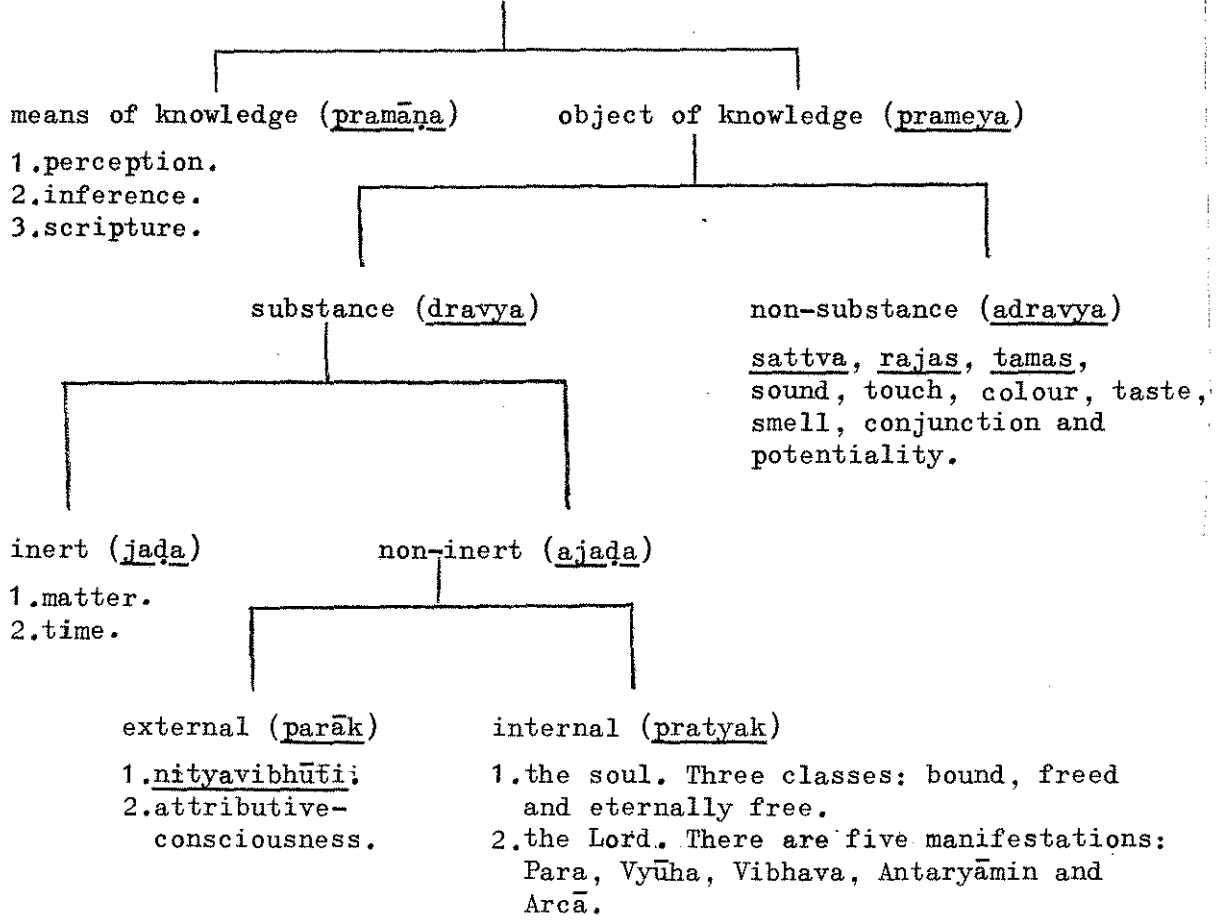 means of knowledge (pramāṇa)
object of knowledge (prameya)
1.perception.
2.inference.
3.scripture.
substance (dravya)
non-substance (adravya)
sattva, rajas, tamas,
sound, touch, colour, taste,
smell, conjunction and
potentiality.
inert (jaḍa)
non-inert (ajaḍa)
1.matter.
2.time.
external (parāk)
internal (pratyak)
1.nityavibhūti.
2.attributive-
consciousness.
1.the soul. Three classes: bound, freed
and eternally free.
2.the Lord. There are five manifestations:
Para, Vyūha, Vibhava, Antaryāmin and
Arcā.